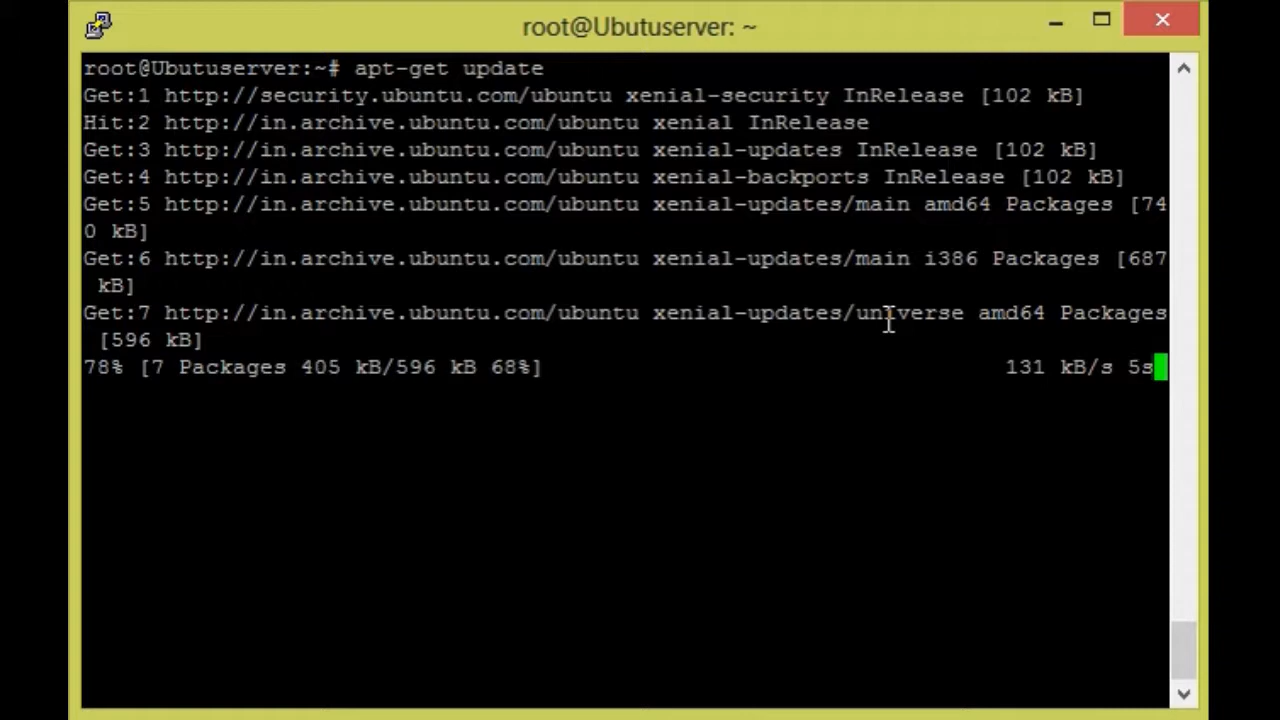 root@Ubutuserver: ~
root@Ubutuserver:~# apt-get update
Get:1 http://security.ubuntu.com/ubuntu xenial-security InRelease [102 kB]
Hit:2 http://in.archive.ubuntu.com/ubuntu xenial InRelease
Get:3 http://in.archive.ubuntu.com/ubuntu xenial-updates InRelease [102 kB]
Get:4 http://in.archive.ubuntu.com/ubuntu xenial-backports InRelease [102 kB]
Get:5 http://in.archive.ubuntu.com/ubuntu xenial-updates/main amd64 Packages [74
0 kB]
Get:6 http://in.archive.ubuntu.com/ubuntu xenial-updates/main i386 Packages [687
 kB]
Get:7 http://in.archive.ubuntu.com/ubuntu xenial-updates/universe amd64 Packages
 [596 kB]
78% [7 Packages 405 kB/596 kB 68%] 131 kB/s 5s